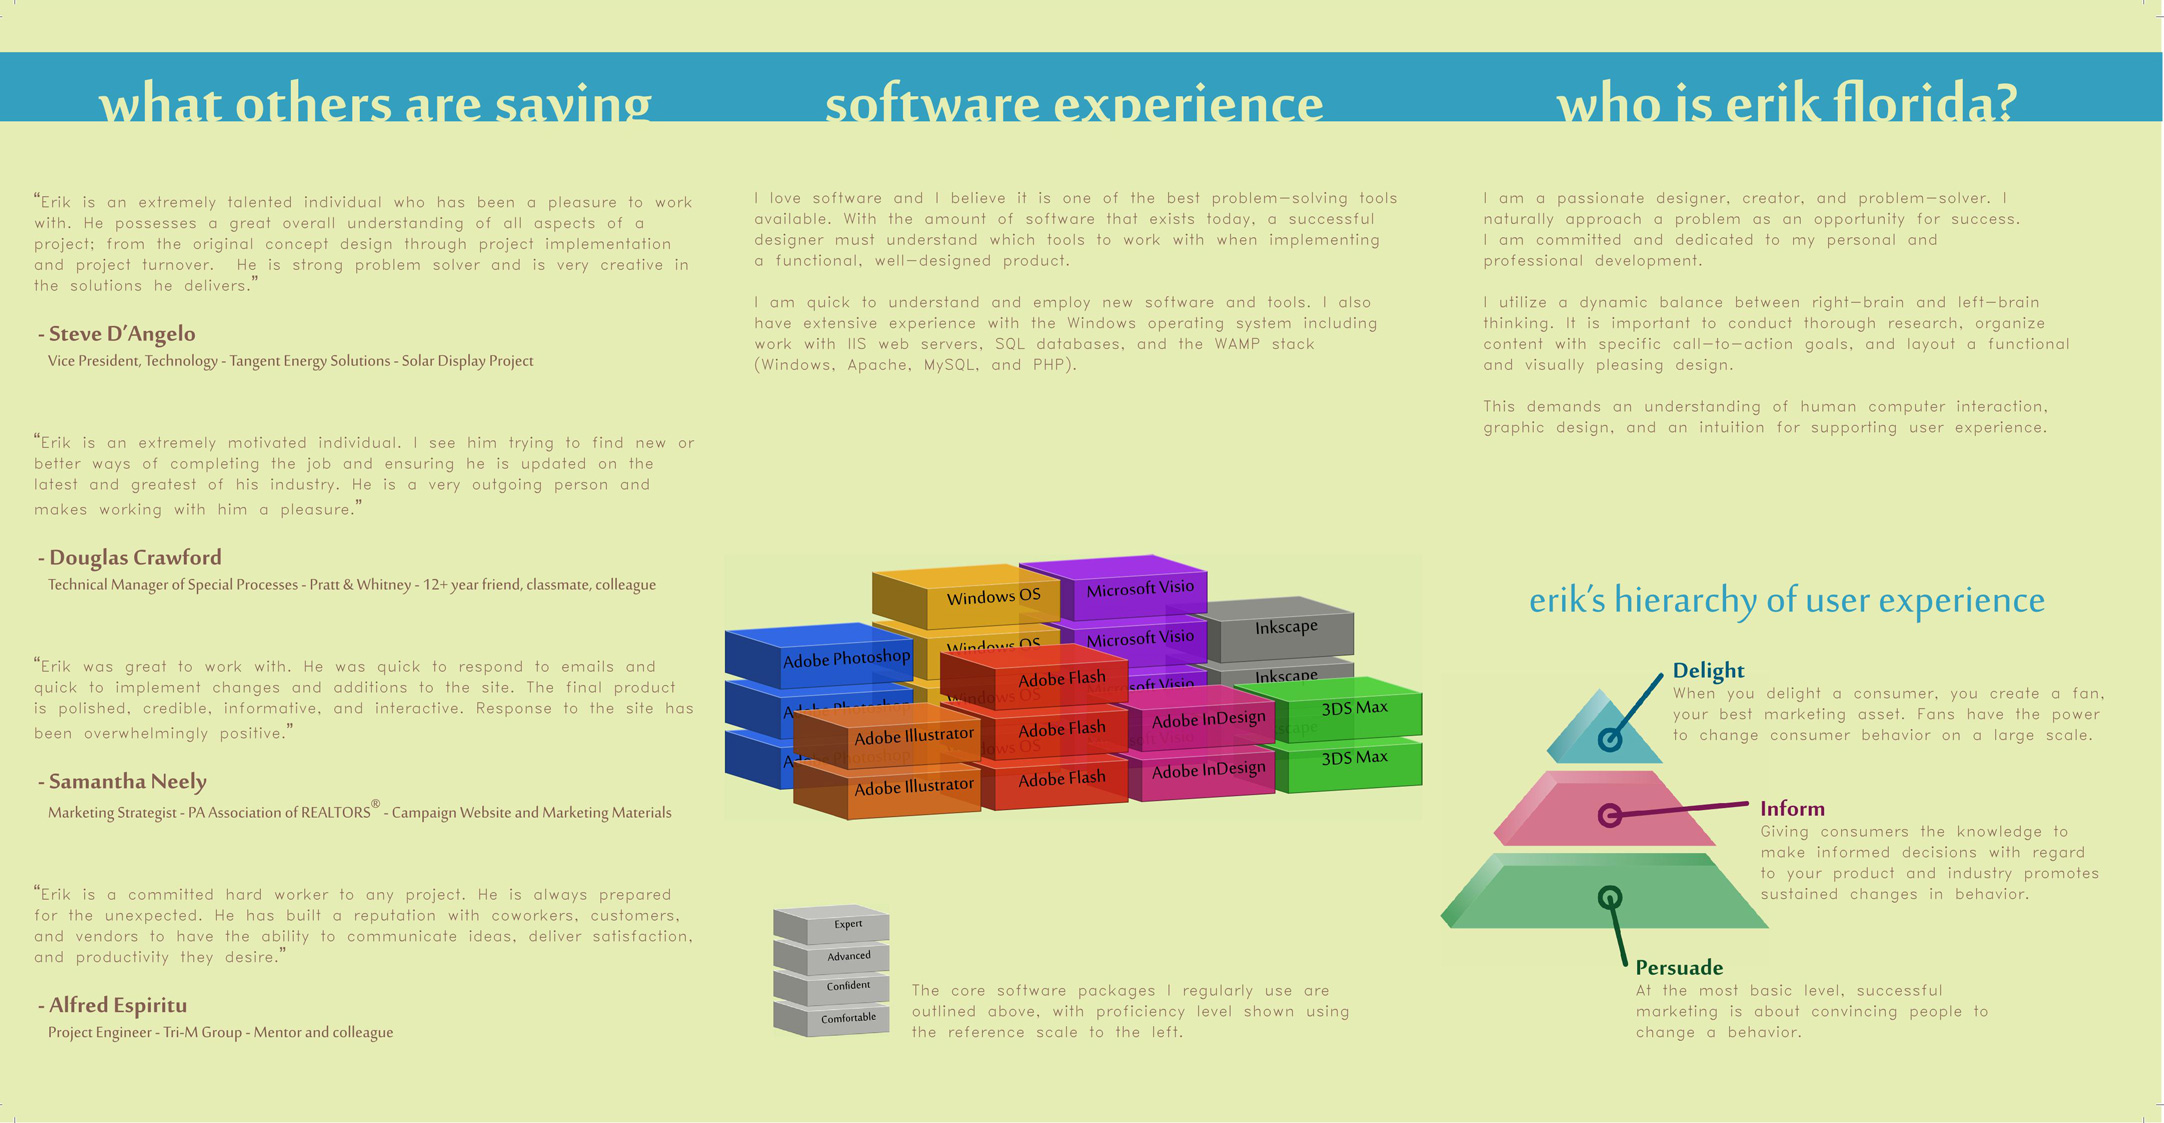 what others are saying
"Erik is an extremely talented individual who has been a pleasure to work
with. He possesses a great overall understanding of all aspects of a
project; from the original concept design through project implementation
and project turnover.  He is strong problem solver and is very creative in
the solutions he delivers."
- Steve D'Angelo
Vice President, Technology - Tangent Energy Solutions - Solar Display Project
"Erik is an extremely motivated individual. I see him trying to find new or
better ways of completing the job and ensuring he is updated on the
latest and greatest of his industry. He is a very outgoing person and
makes working with him a pleasure."
- Douglas Crawford
Technical Manager of Special Processes - Pratt & Whitney - 12+ year friend, classmate, colleague
"Erik was great to work with. He was quick to respond to emails and
quick to implement changes and additions to the site. The final product
is polished, credible, informative, and interactive. Response to the site has
been overwhelmingly positive."
- Samantha Neely
Marketing Strategist - PA Association of REALTORS® - Campaign Website and Marketing Materials
"Erik is a committed hard worker to any project. He is always prepared
for the unexpected. He has built a reputation with coworkers, customers,
and vendors to have the ability to communicate ideas, deliver satisfaction,
and productivity they desire."
- Alfred Espiritu
Project Engineer - Tri-M Group - Mentor and colleague
software experience
I love software and I believe it is one of the best problem-solving tools
available. With the amount of software that exists today, a successful
designer must understand which tools to work with when implementing
a functional, well-designed product.
I am quick to understand and employ new software and tools. I also
have extensive experience with the Windows operating system including
work with IIS web servers, SQL databases, and the WAMP stack
(Windows, Apache, MySQL, and PHP).
Windows OS
Windows OS
Windows OS
Windows OS
Microsoft Visio
Microsoft Visio
Microsoft Visio
Microsoft Visio
Inkscape
Inkscape
Inkscape
Adobe Photoshop
Adobe Photoshop
Adobe Photoshop
Adobe Flash
Adobe Flash
Adobe Flash
Adobe Illustrator
Adobe Illustrator
Adobe InDesign
Adobe InDesign
3DS Max
3DS Max
Expert
Advanced
Confident
Comfortable
The core software packages I regularly use are
outlined above, with proficiency level shown using
the reference scale to the left.
who is erik florida?
I am a passionate designer, creator, and problem-solver. I
naturally approach a problem as an opportunity for success.
I am committed and dedicated to my personal and
professional development.
I utilize a dynamic balance between right-brain and left-brain
thinking. It is important to conduct thorough research, organize
content with specific call-to-action goals, and layout a functional
and visually pleasing design.
This demands an understanding of human computer interaction,
graphic design, and an intuition for supporting user experience.
erik's hierarchy of user experience
Delight
When you delight a consumer, you create a fan,
your best marketing asset. Fans have the power
to change consumer behavior on a large scale.
Inform
Giving consumers the knowledge to
make informed decisions with regard
to your product and industry promotes
sustained changes in behavior.
Persuade
At the most basic level, successful
marketing is about convincing people to
change a behavior.